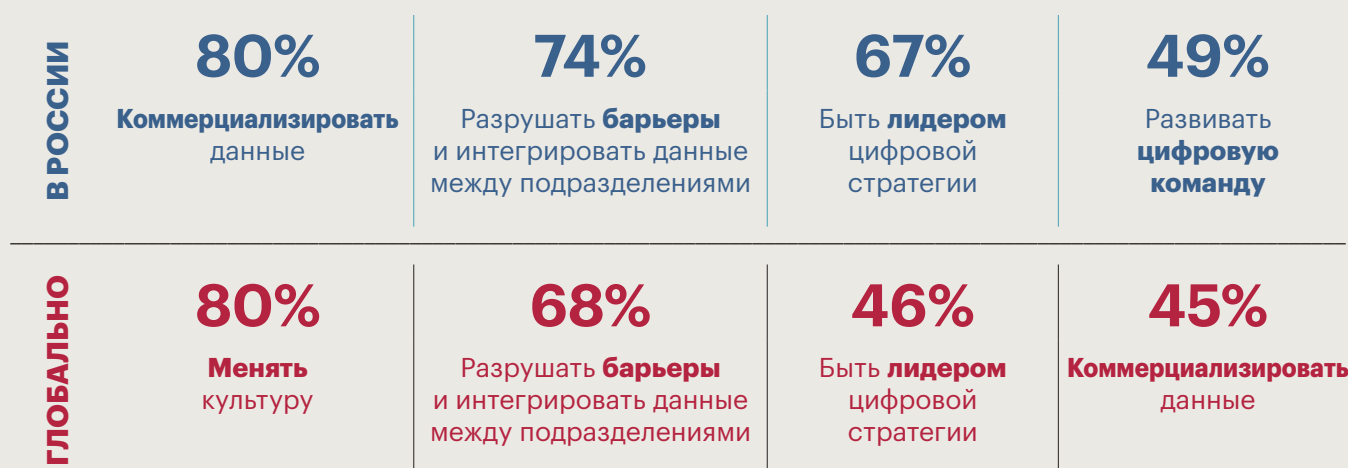 В РОССИИ
80%
Коммерциализировать
данные
74%
Разрушать барьеры
и интегрировать данные
между подразделениями
67%
Быть лидером
цифровой
стратегии
49%
Развивать
цифровую
команду
ГЛОБАЛЬНО
80%
Менять
культуру
68%
Разрушать барьеры
и интегрировать данные
между подразделениями
46%
Быть лидером
цифровой
стратегии
45%
Коммерциализировать
данные